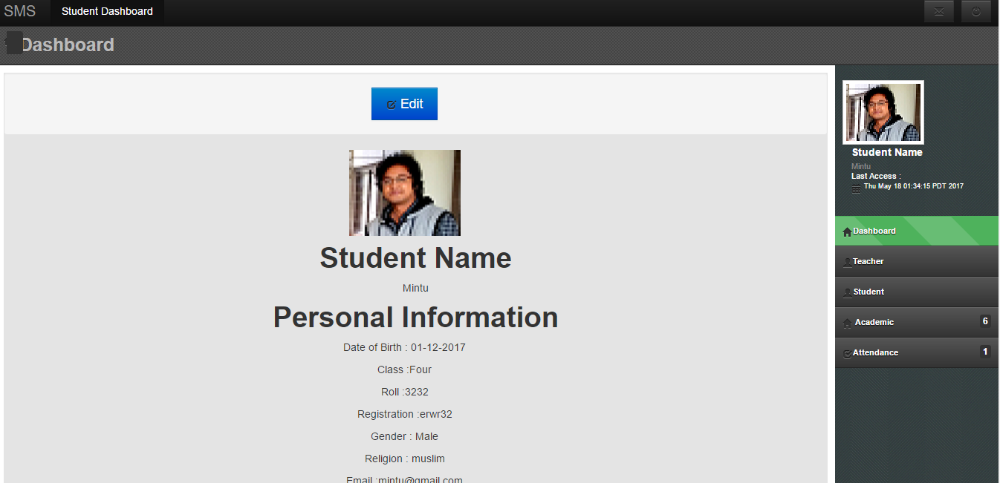 SMS
Student Dashboard
Dashboard
Edit
Student Name
Mintu
Personal Information
Date of Birth : 01-12-2017
Class :Four
Roll :3232
Registration :erwr32
Gender : Male
Religion : muslim
Email :mintu@gmail.com
Student Name
Mintu
Last Access :
Thu May 18 01:34:15 PDT 2017
Dashboard
Teacher
Student
Academic 6
Attendance 1